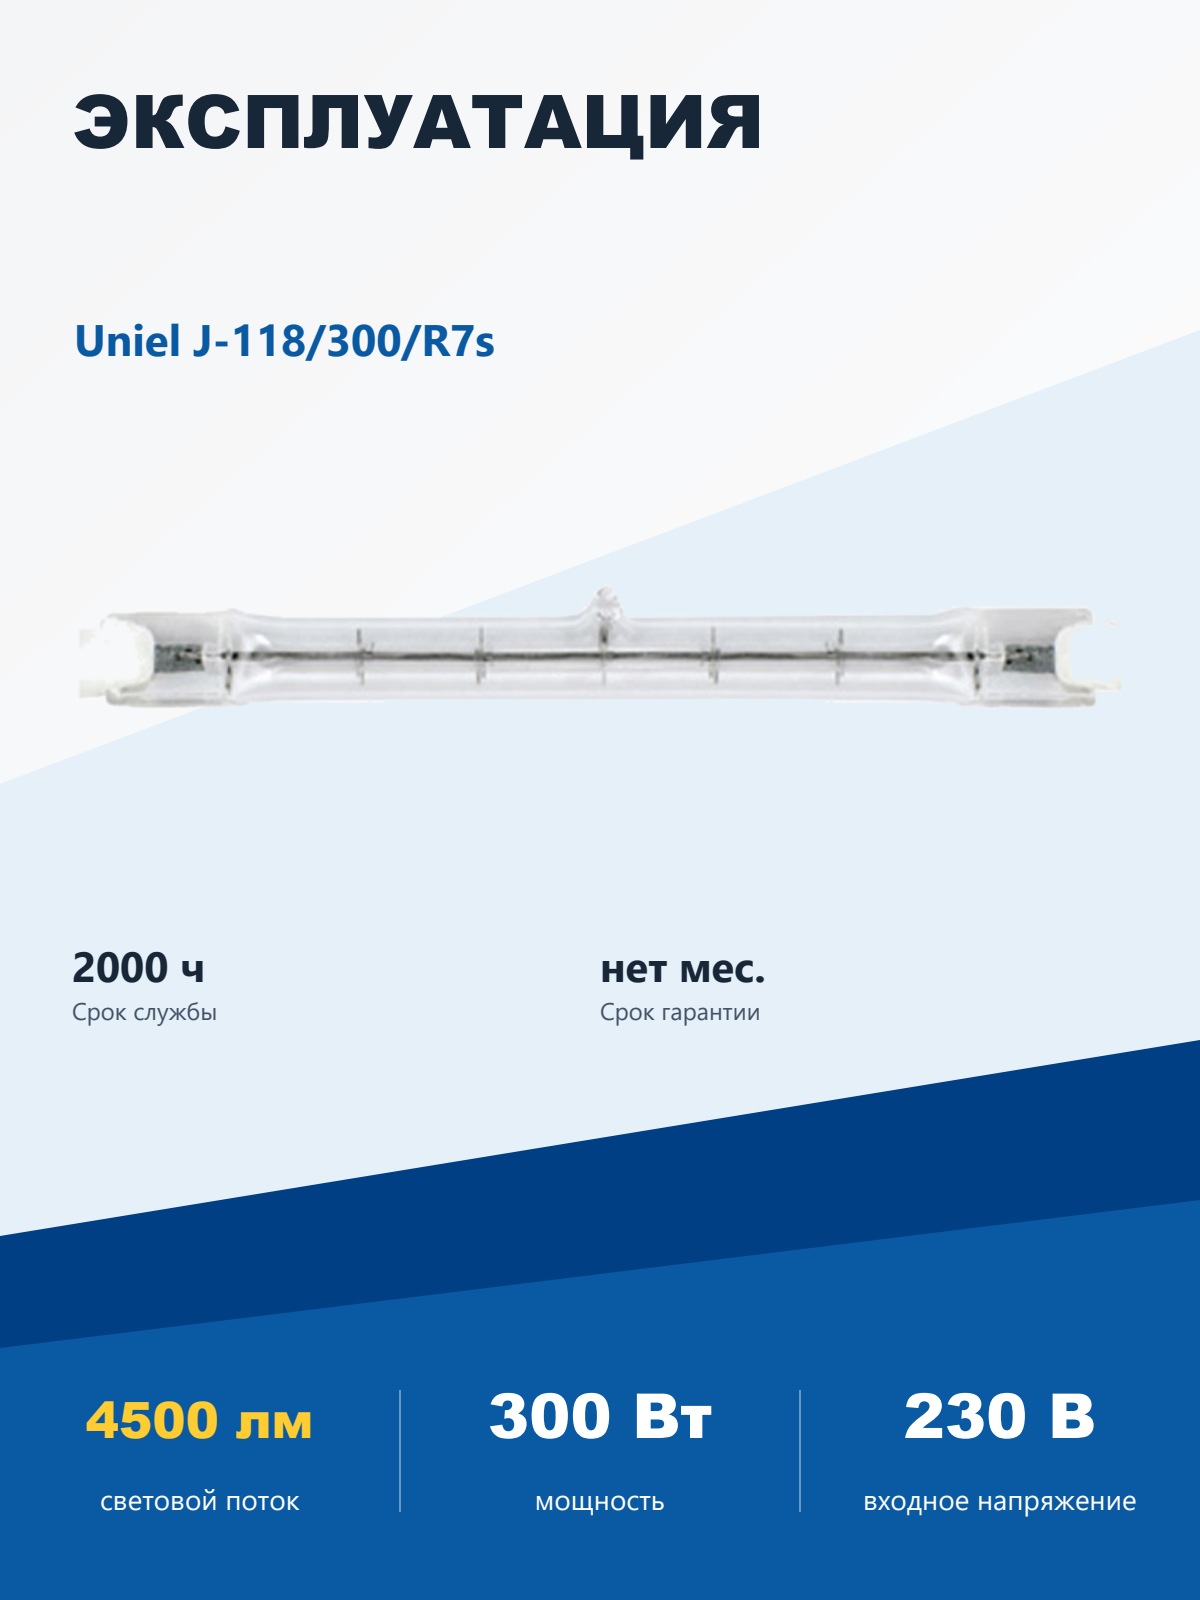 ЭКСПЛУАТАЦИЯ
Uniel J-118/300/R7s
2000 ч
Срок службы
нет мес.
Срок гарантии
4500 лм
световой поток
300 Вт
мощность
230 В
входное напряжение